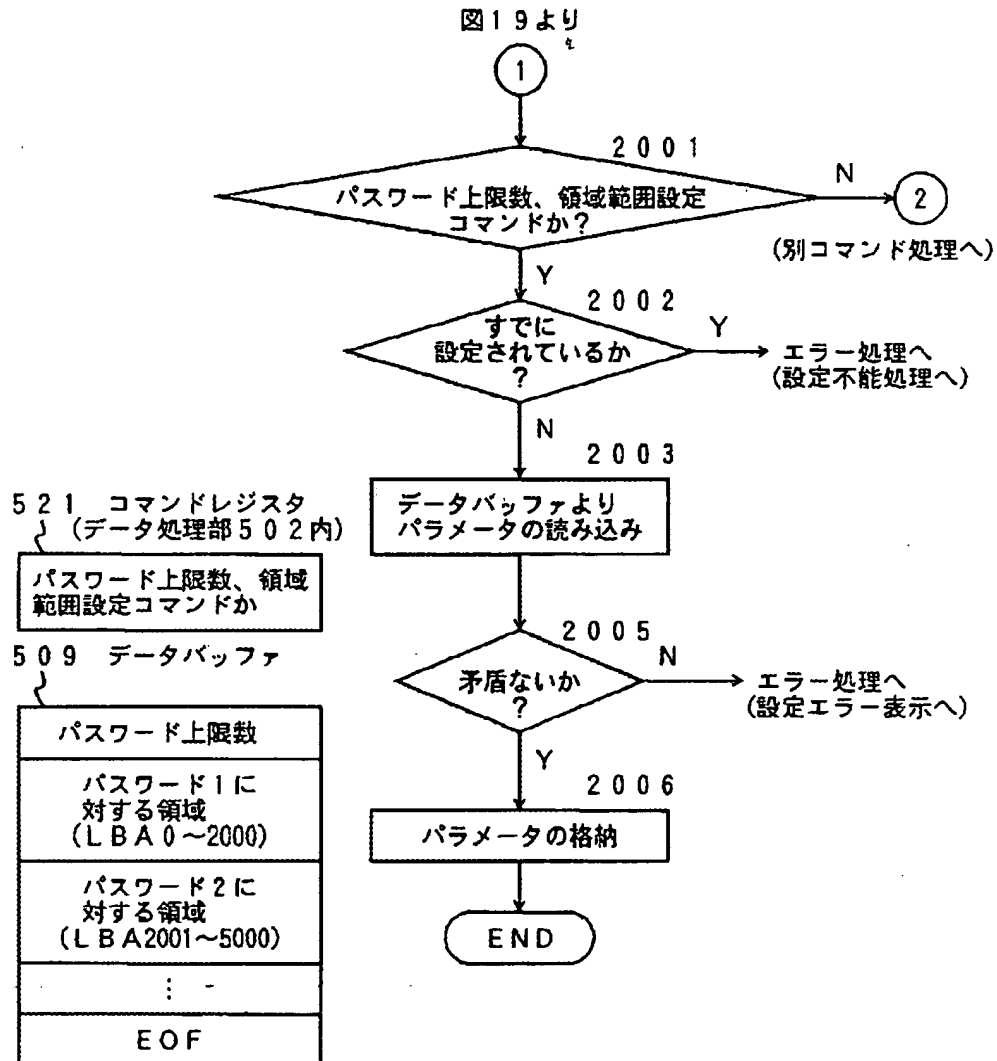 図19より
1
2001
パスワード上限数、領域範囲設定
コマンドか?
N
2
(別コマンド処理へ)
Y
2002
すでに
設定されているか
?
Y
エラー処理へ
(設定不能処理へ)
N
2003
データバッファより
パラメータの読み込み
2005
矛盾ないか
?
N
エラー処理へ
(設定エラー表示へ)
Y
2006
パラメータの格納
END
521 コマンドレジスタ
(データ処理部502内)
パスワード上限数、領域
範囲設定コマンドか
509 データバッファ
パスワード上限数
パスワード1に
対する領域
(LBA0~2000)
パスワード2に
対する領域
(LBA2001~5000)
⋮
EOF